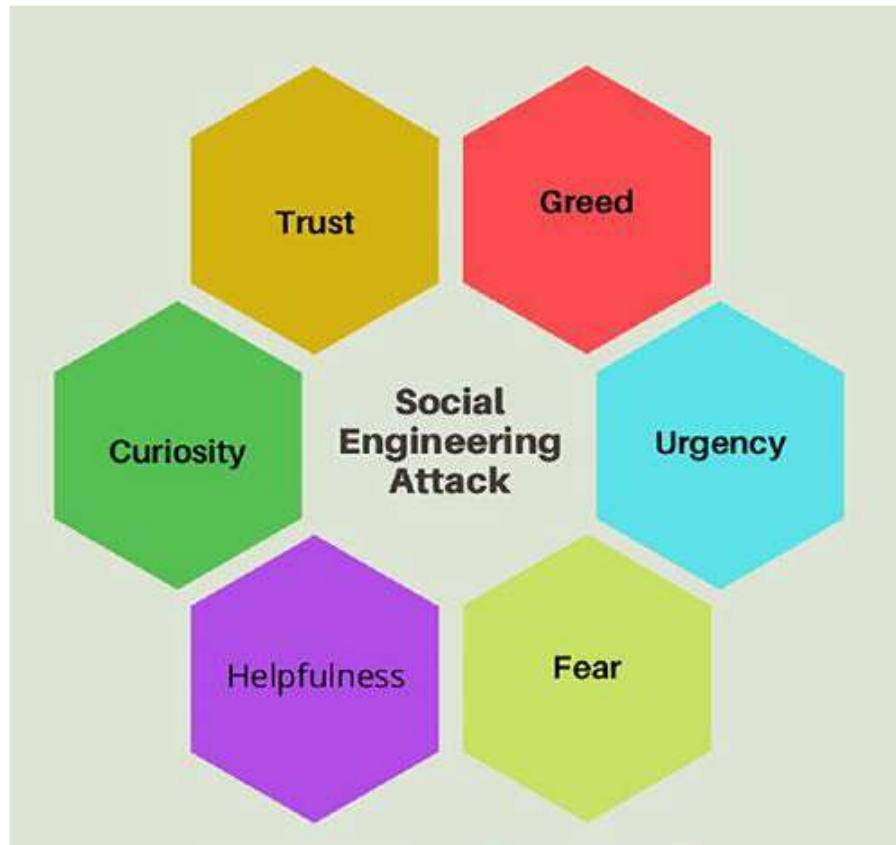 Trust
Greed
Social
Engineering
Attack
Curiosity
Urgency
Helpfulness
Fear